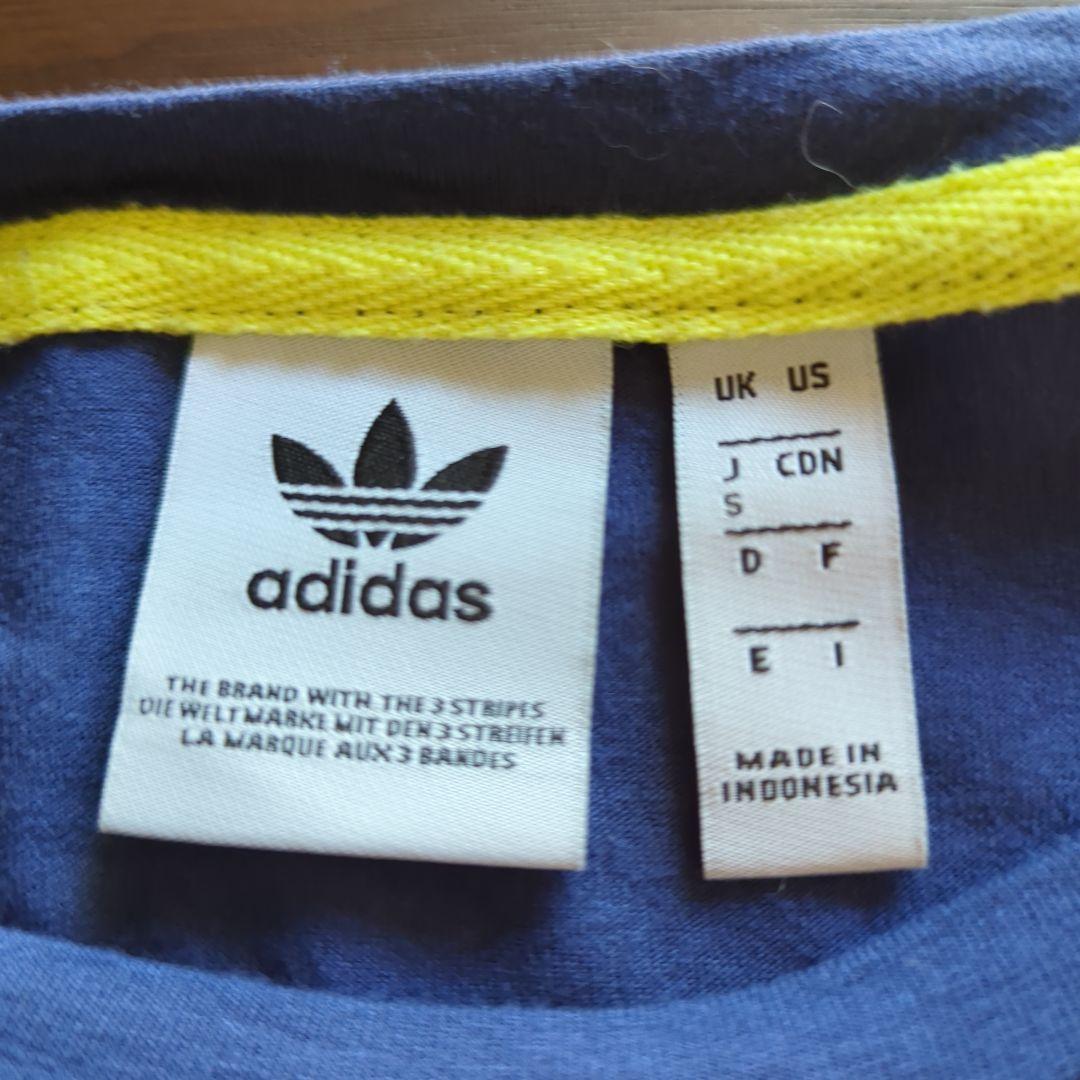 adidas
THE BRAND WITH THE 3 STRIPES
DIE WELTMARKE MIT DEN 3 STREIFEN
LA MARQUE AUX 3 BANDES
UK US
J CDN
S
D F
E I
MADE IN
INDONESIA